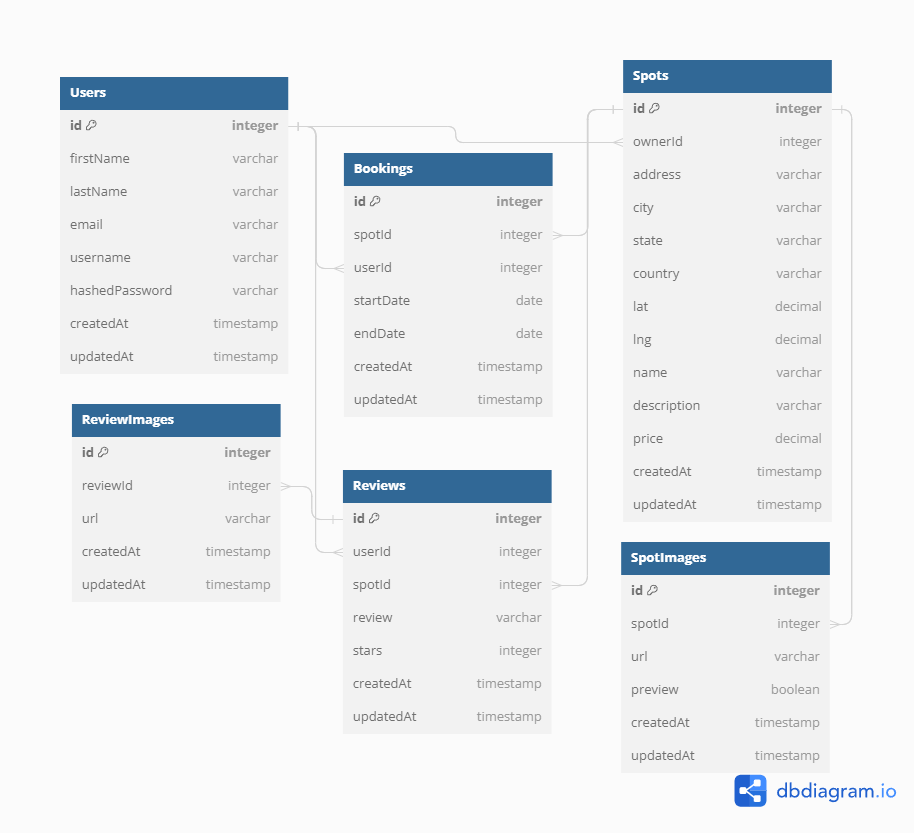 Users
id integer
firstName varchar
lastName varchar
email varchar
username varchar
hashedPassword varchar
createdAt timestamp
updatedAt timestamp
Bookings
id integer
spotId integer
userId integer
startDate date
endDate date
createdAt timestamp
updatedAt timestamp
Spots
id integer
ownerId integer
address varchar
city varchar
state varchar
country varchar
lat decimal
lng decimal
name varchar
description varchar
price decimal
createdAt timestamp
updatedAt timestamp
ReviewImages
id integer
reviewId integer
url varchar
createdAt timestamp
updatedAt timestamp
Reviews
id integer
userId integer
spotId integer
review varchar
stars integer
createdAt timestamp
updatedAt timestamp
SpotImages
id integer
spotId integer
url varchar
preview boolean
createdAt timestamp
updatedAt timestamp
dbdiagram.io